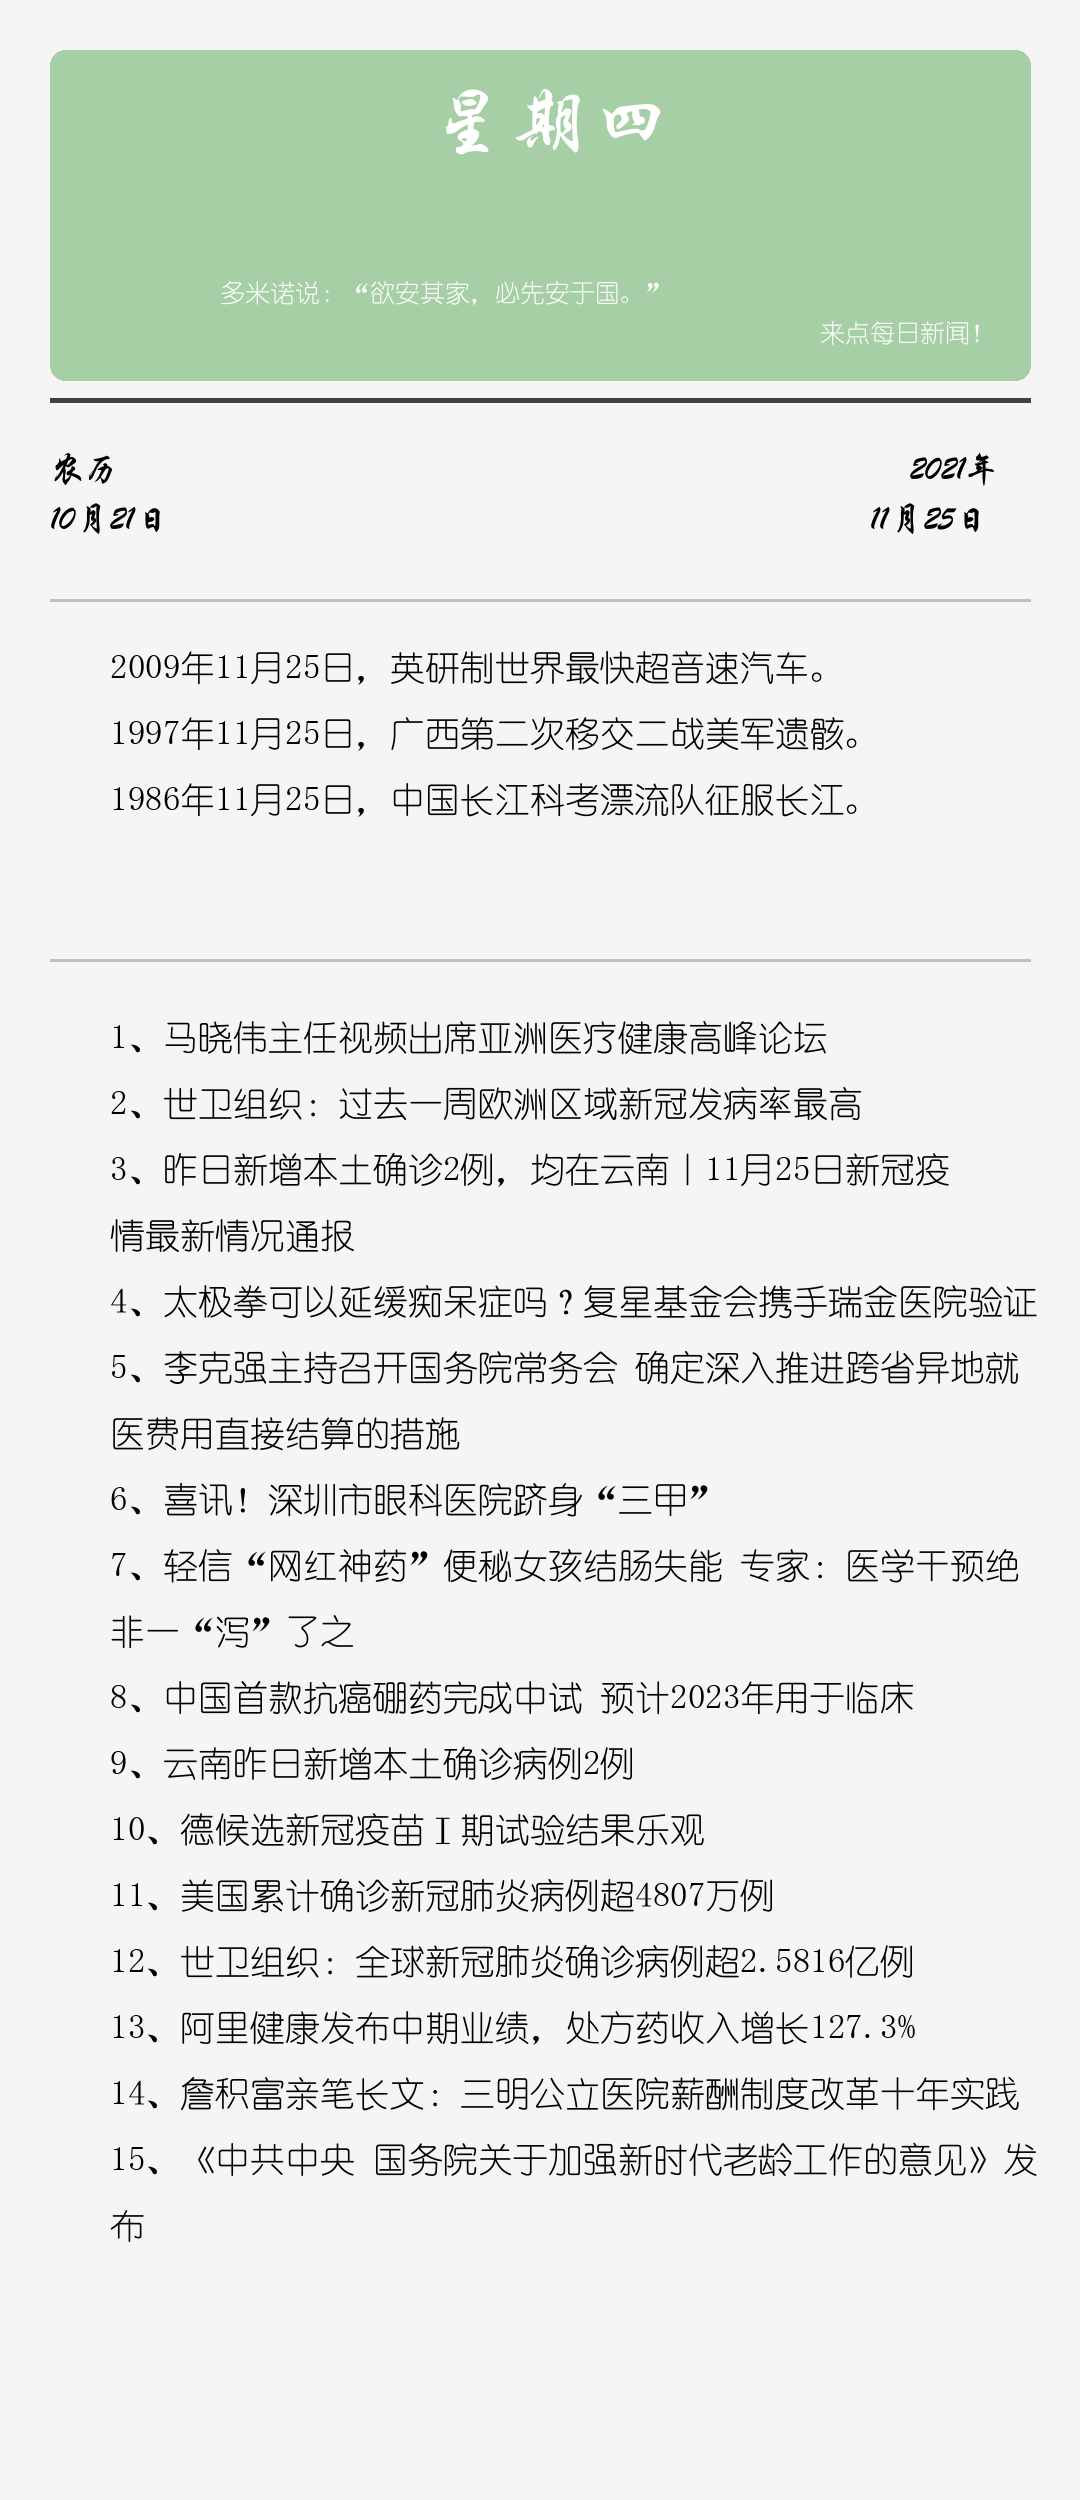 星期四
多米诺说：“欲安其家，必先安于国。”
来点每日新闻！
农历
2021年
10月21日
11月25日
2009年11月25日，英研制世界最快超音速汽车。
1997年11月25日，广西第二次移交二战美军遗骸。
1986年11月25日，中国长江科考漂流队征服长江。
1、马晓伟主任视频出席亚洲医疗健康高峰论坛
2、世卫组织：过去一周欧洲区域新冠发病率最高
3、昨日新增本土确诊2例，均在云南｜11月25日新冠疫
情最新情况通报
4、太极拳可以延缓痴呆症吗？复星基金会携手瑞金医院验证
5、李克强主持召开国务院常务会 确定深入推进跨省异地就
医费用直接结算的措施
6、喜讯！深圳市眼科医院跻身“三甲”
7、轻信“网红神药”便秘女孩结肠失能 专家：医学干预绝
非一“泻”了之
8、中国首款抗癌硼药完成中试 预计2023年用于临床
9、云南昨日新增本土确诊病例2例
10、德候选新冠疫苗Ⅰ期试验结果乐观
11、美国累计确诊新冠肺炎病例超4807万例
12、世卫组织：全球新冠肺炎确诊病例超2.5816亿例
13、阿里健康发布中期业绩，处方药收入增长127.3%
14、詹积富亲笔长文：三明公立医院薪酬制度改革十年实践
15、《中共中央 国务院关于加强新时代老龄工作的意见》发
布